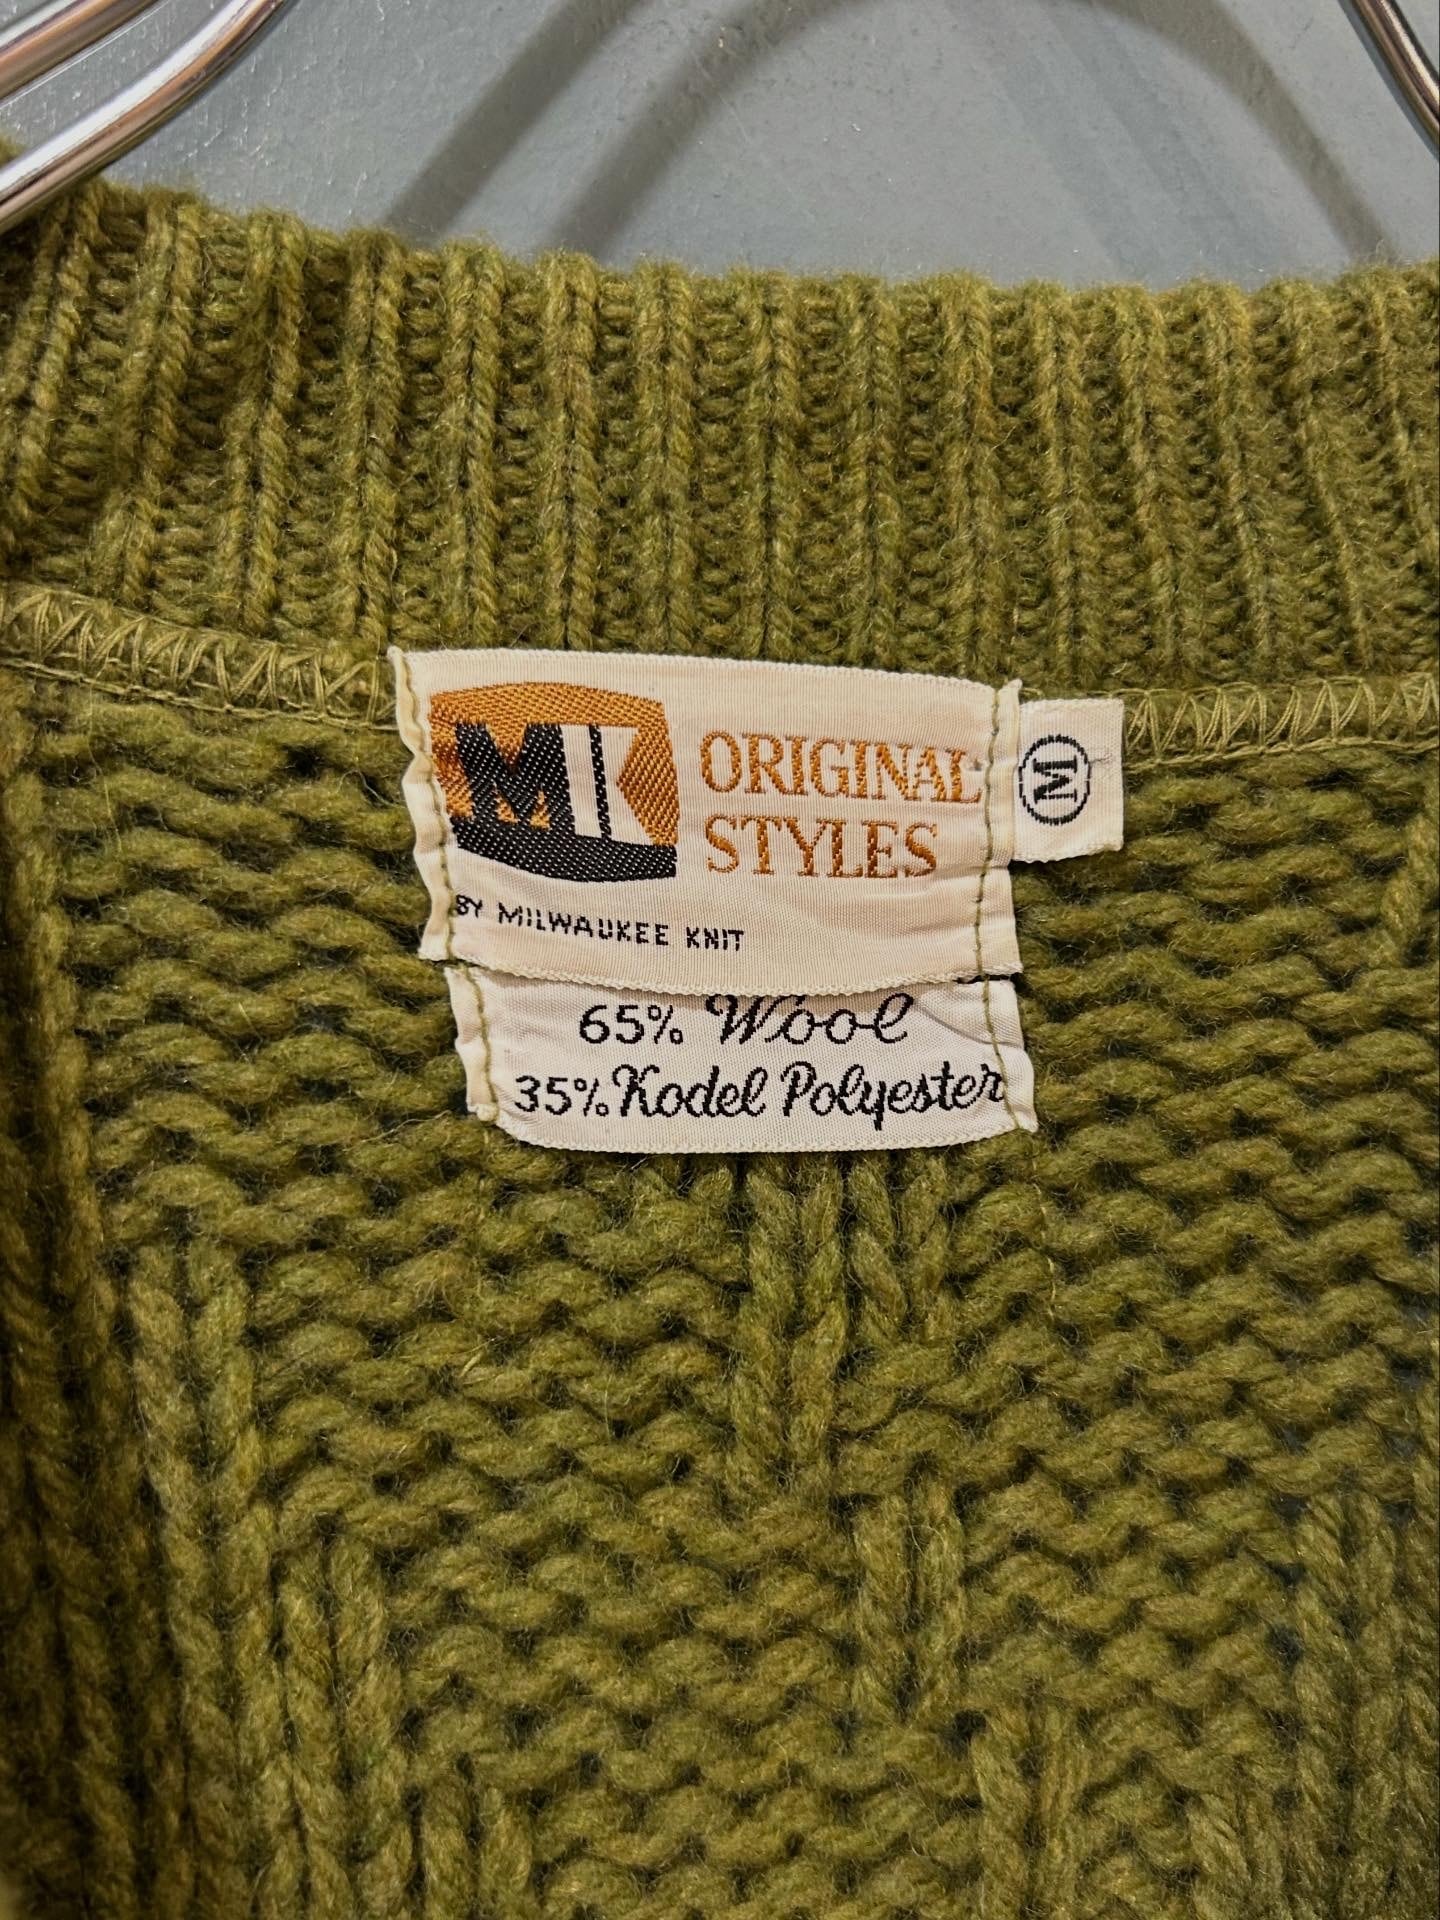 MK ORIGINAL
STYLES
BY MILWAUKEE KNIT
M
65% Wool
35% Kodel Polyester